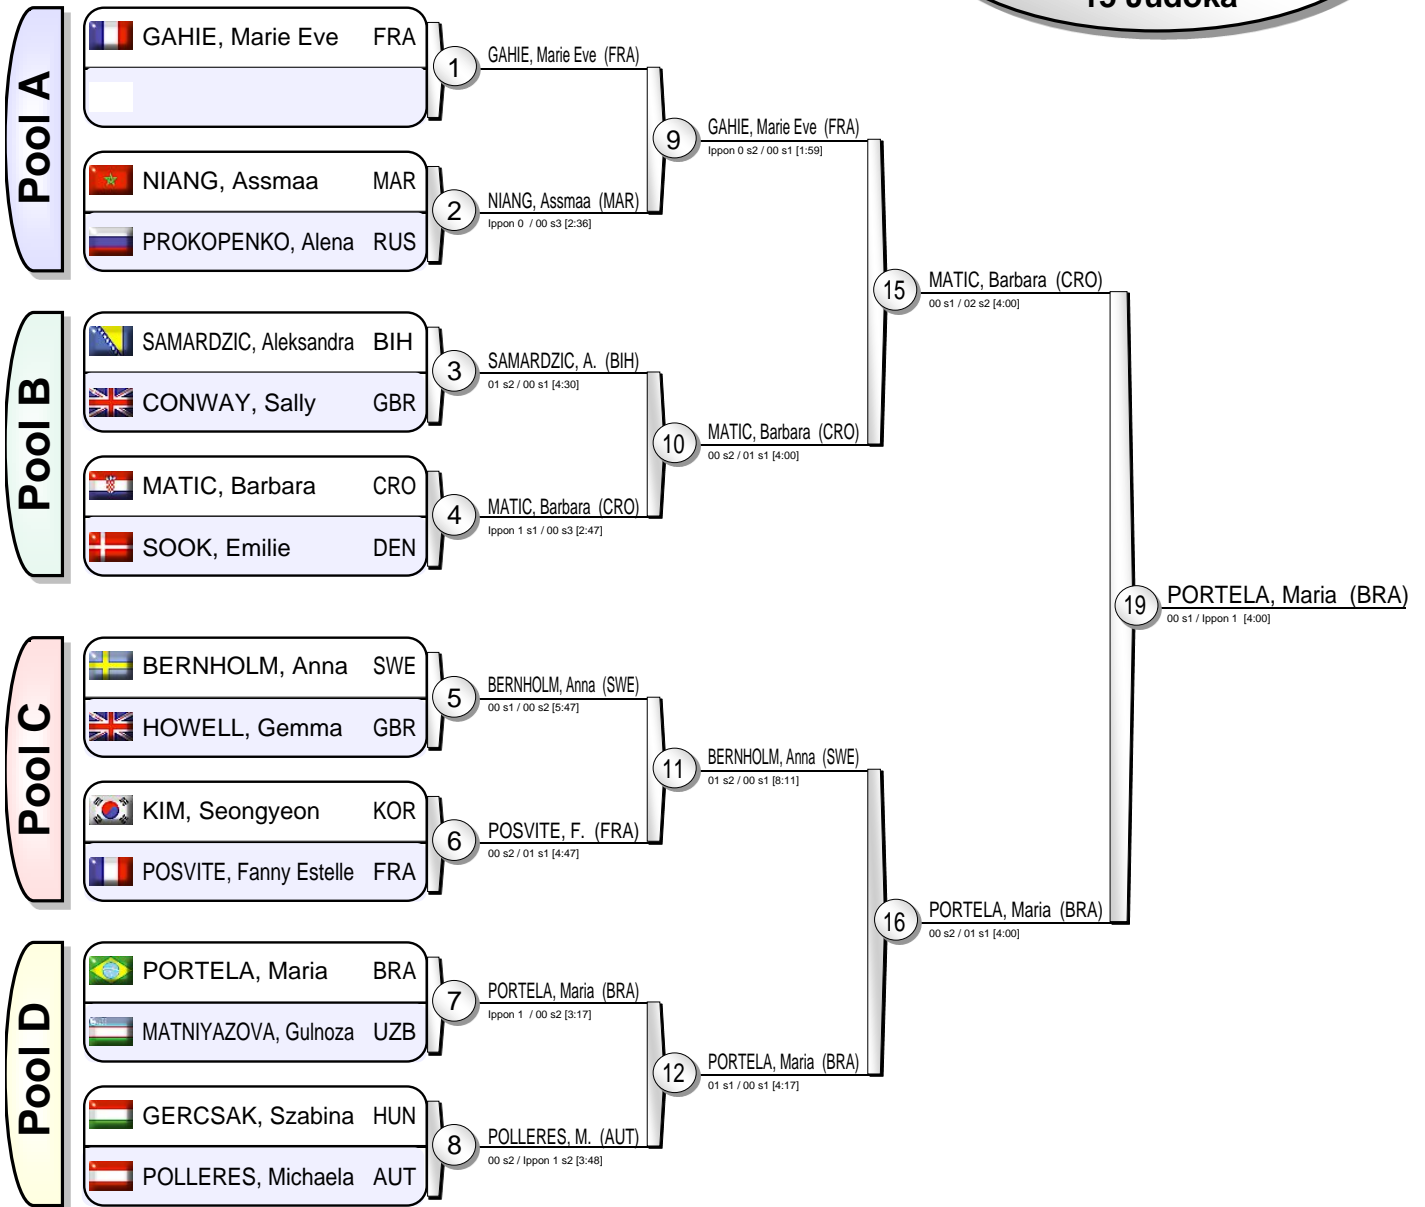 15 Judoka
Pool A
GAHIE, Marie Eve FRA
1
GAHIE, Marie Eve (FRA)
NIANG, Assmaa MAR
PROKOPENKO, Alena RUS
2
NIANG, Assmaa (MAR)
Ippon 0 / 00 s3 [2:36]
9
GAHIE, Marie Eve (FRA)
Ippon 0 s2 / 00 s1 [1:59]
Pool B
SAMARDZIC, Aleksandra BIH
CONWAY, Sally GBR
3
SAMARDZIC, A. (BIH)
01 s2 / 00 s1 [4:30]
MATIC, Barbara CRO
SOOK, Emilie DEN
4
MATIC, Barbara (CRO)
Ippon 1 s1 / 00 s3 [2:47]
10
MATIC, Barbara (CRO)
00 s2 / 01 s1 [4:00]
15
MATIC, Barbara (CRO)
00 s1 / 02 s2 [4:00]
Pool C
BERNHOLM, Anna SWE
HOWELL, Gemma GBR
5
BERNHOLM, Anna (SWE)
00 s1 / 00 s2 [5:47]
KIM, Seongyeon KOR
POSVITE, Fanny Estelle FRA
6
POSVITE, F. (FRA)
00 s2 / 01 s1 [4:47]
11
BERNHOLM, Anna (SWE)
01 s2 / 00 s1 [8:11]
Pool D
PORTELA, Maria BRA
MATNIYAZOVA, Gulnoza UZB
7
PORTELA, Maria (BRA)
Ippon 1 / 00 s2 [3:17]
GERCSAK, Szabina HUN
POLLERES, Michaela AUT
8
POLLERES, M. (AUT)
00 s2 / Ippon 1 s2 [3:48]
12
PORTELA, Maria (BRA)
01 s1 / 00 s1 [4:17]
16
PORTELA, Maria (BRA)
00 s2 / 01 s1 [4:00]
19
PORTELA, Maria (BRA)
00 s1 / Ippon 1 [4:00]